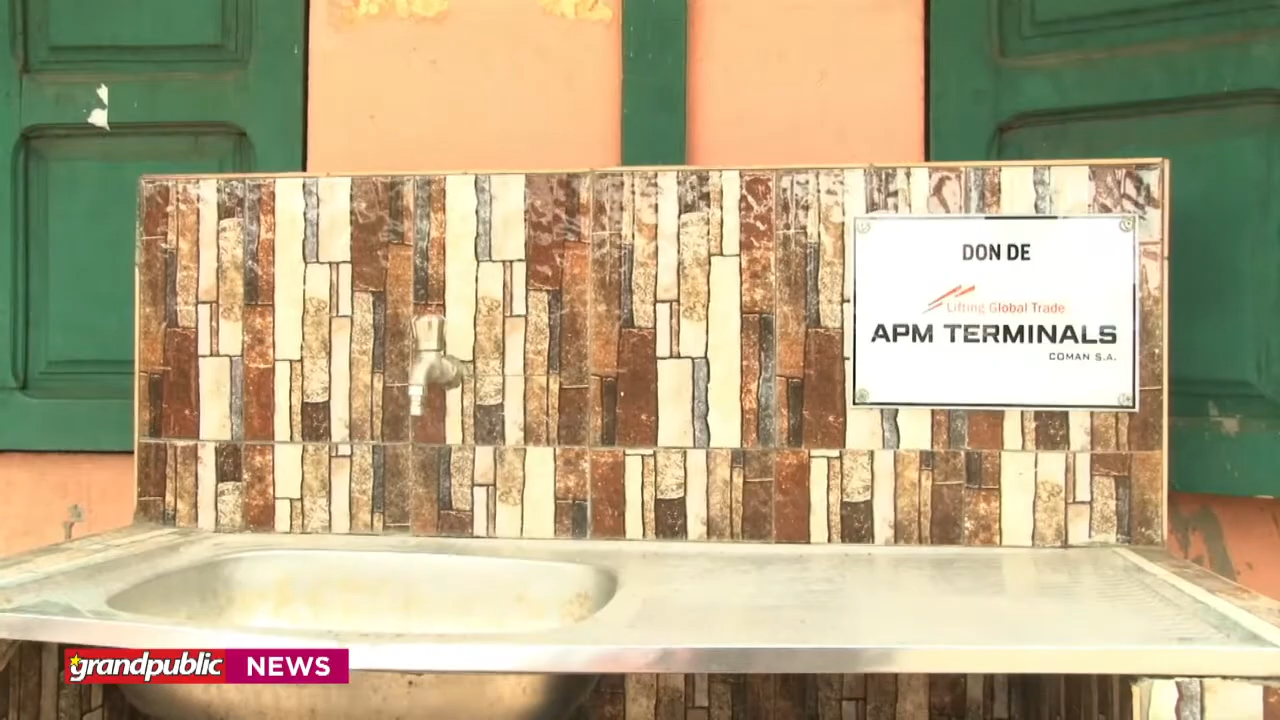 DON DE
Lifting Global Trade
APM TERMINALS
COMAN S.A.
grandpublic NEWS